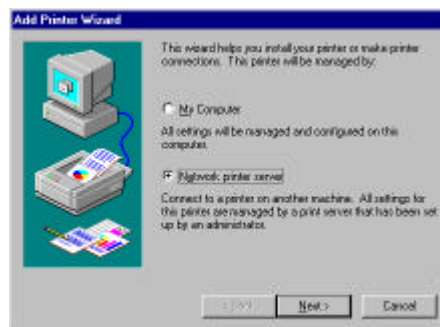 Add Printer Wizard
This wizard helps you install your printer or make printer
connections. This printer will be managed by:
My Computer
All settings will be managed and configured on this
computer.
Network printer server
Connect to a printer on another machine. All settings for
this printer are managed by a print server that has been set
up by an administrator.
< Back
Next >
Cancel